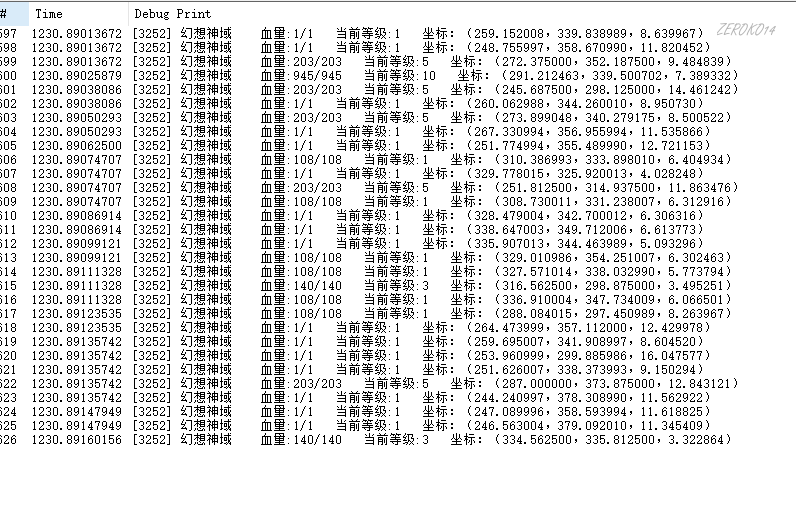 # Time Debug Print
597 1230.89013672 [3252] 幻想神域 血量:1/1 当前等级:1 坐标: (259.152008，339.838989，8.639967)
598 1230.89013672 [3252] 幻想神域 血量:1/1 当前等级:1 坐标: (248.755997，358.670990，11.820452)
599 1230.89013672 [3252] 幻想神域 血量:203/203 当前等级:5 坐标: (272.375000，352.187500，9.484839)
600 1230.89025879 [3252] 幻想神域 血量:945/945 当前等级:10 坐标: (291.212463，339.500702，7.389332)
601 1230.89038086 [3252] 幻想神域 血量:203/203 当前等级:5 坐标: (245.687500，298.125000，14.461242)
602 1230.89038086 [3252] 幻想神域 血量:1/1 当前等级:1 坐标: (260.062988，344.260010，8.950730)
603 1230.89050293 [3252] 幻想神域 血量:203/203 当前等级:5 坐标: (273.899048，340.279175，8.500522)
604 1230.89050293 [3252] 幻想神域 血量:1/1 当前等级:1 坐标: (267.330994，356.955994，11.535866)
605 1230.89062500 [3252] 幻想神域 血量:1/1 当前等级:1 坐标: (251.774994，355.489990，12.721153)
606 1230.89074707 [3252] 幻想神域 血量:108/108 当前等级:1 坐标: (310.386993，333.898010，6.404934)
607 1230.89074707 [3252] 幻想神域 血量:1/1 当前等级:1 坐标: (329.778015，325.920013，4.028248)
608 1230.89074707 [3252] 幻想神域 血量:203/203 当前等级:5 坐标: (251.812500，314.937500，11.863476)
609 1230.89074707 [3252] 幻想神域 血量:108/108 当前等级:1 坐标: (308.730011，331.238007，6.312916)
610 1230.89086914 [3252] 幻想神域 血量:1/1 当前等级:1 坐标: (328.479004，342.700012，6.306316)
611 1230.89086914 [3252] 幻想神域 血量:1/1 当前等级:1 坐标: (338.647003，349.712006，6.613773)
612 1230.89099121 [3252] 幻想神域 血量:1/1 当前等级:1 坐标: (335.907013，344.463989，5.093296)
613 1230.89099121 [3252] 幻想神域 血量:108/108 当前等级:1 坐标: (329.010986，354.251007，6.302463)
614 1230.89111328 [3252] 幻想神域 血量:108/108 当前等级:1 坐标: (327.571014，338.032990，5.773794)
615 1230.89111328 [3252] 幻想神域 血量:140/140 当前等级:3 坐标: (316.562500，298.875000，3.495251)
616 1230.89111328 [3252] 幻想神域 血量:108/108 当前等级:1 坐标: (336.910004，347.734009，6.066501)
617 1230.89123535 [3252] 幻想神域 血量:108/108 当前等级:1 坐标: (288.084015，297.450989，8.263967)
618 1230.89123535 [3252] 幻想神域 血量:1/1 当前等级:1 坐标: (264.473999，357.112000，12.429978)
619 1230.89135742 [3252] 幻想神域 血量:1/1 当前等级:1 坐标: (259.695007，341.908997，8.604520)
620 1230.89135742 [3252] 幻想神域 血量:1/1 当前等级:1 坐标: (253.960999，299.885986，16.047577)
621 1230.89135742 [3252] 幻想神域 血量:1/1 当前等级:1 坐标: (251.626007，338.373993，9.150294)
622 1230.89135742 [3252] 幻想神域 血量:203/203 当前等级:5 坐标: (287.000000，373.875000，12.843121)
623 1230.89135742 [3252] 幻想神域 血量:1/1 当前等级:1 坐标: (244.240997，378.308990，11.562922)
624 1230.89147949 [3252] 幻想神域 血量:1/1 当前等级:1 坐标: (247.089996，358.593994，11.618825)
625 1230.89147949 [3252] 幻想神域 血量:1/1 当前等级:1 坐标: (246.563004，379.092010，11.345409)
626 1230.89160156 [3252] 幻想神域 血量:140/140 当前等级:3 坐标: (334.562500，335.812500，3.322864)